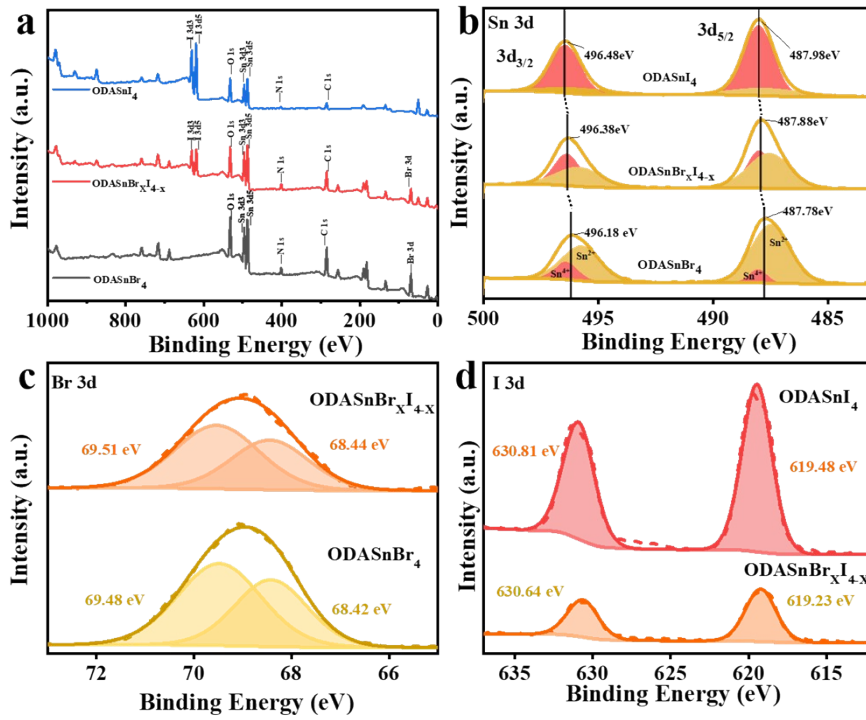 a
I 3d3
I 3d5
O 1s
Sn 3d3
Sn 3d5
N 1s
C 1s
ODASnI4
I 3d3
I 3d5
O 1s
Sn 3d3
Sn 3d5
N 1s
C 1s
Br 3d
ODASnBrXI4-x
O 1s
Sn 3d3
Sn 3d5
N 1s
C 1s
Br 3d
ODASnBr4
Intensity (a.u.)
1000 800 600 400 200 0
Binding Energy (eV)
b
Sn 3d
3d3/2
3d5/2
496.48eV
487.98eV
ODASnI4
496.38eV
487.88eV
ODASnBrXI4-x
496.18 eV
487.78eV
Sn2+
Sn2+
Sn4+
Sn4+
ODASnBr4
Intensity (a.u.)
500 495 490 485
Binding Energy (eV)
c
Br 3d
ODASnBrXI4-X
69.51 eV
68.44 eV
ODASnBr4
69.48 eV
68.42 eV
Intensity (a.u.)
72 70 68 66
Binding Energy (eV)
d
I 3d
ODASnI4
630.81 eV
619.48 eV
ODASnBrXI4-X
630.64 eV
619.23 eV
Intensity (a.u.)
635 630 625 620 615
Binding Energy (eV)